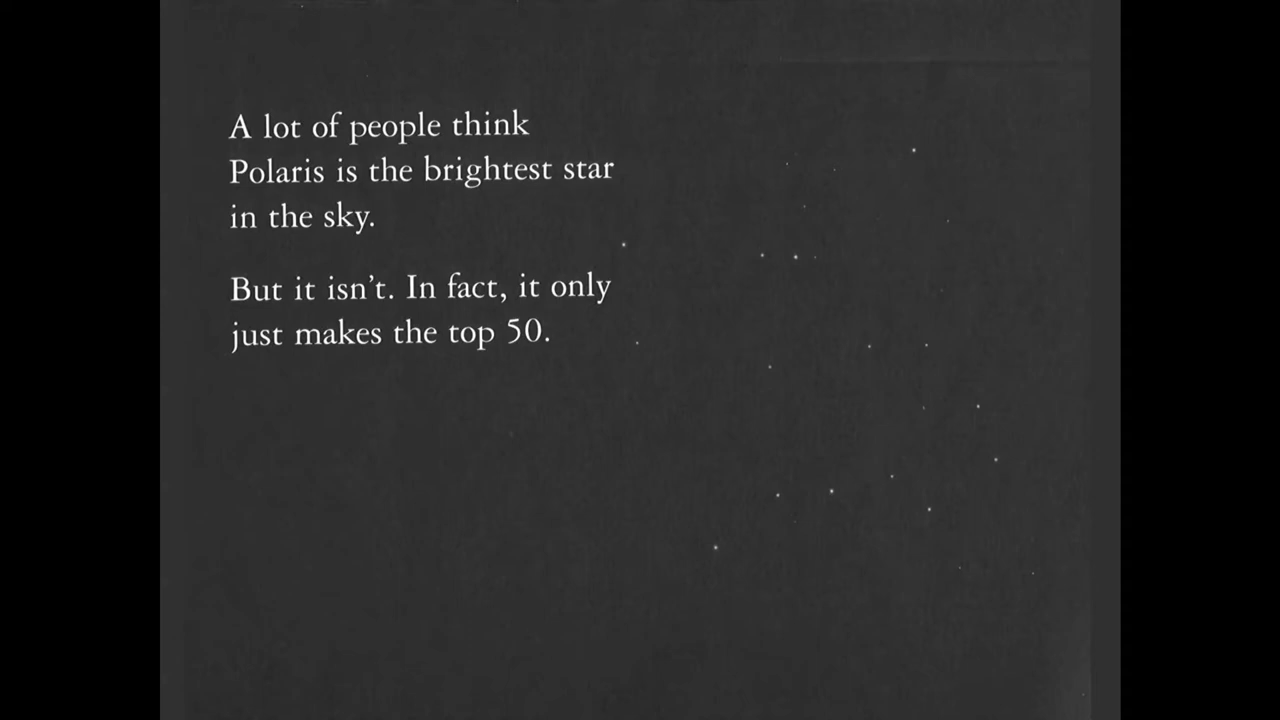 A lot of people think
Polaris is the brightest star
in the sky.
But it isn’t. In fact, it only
just makes the top 50.